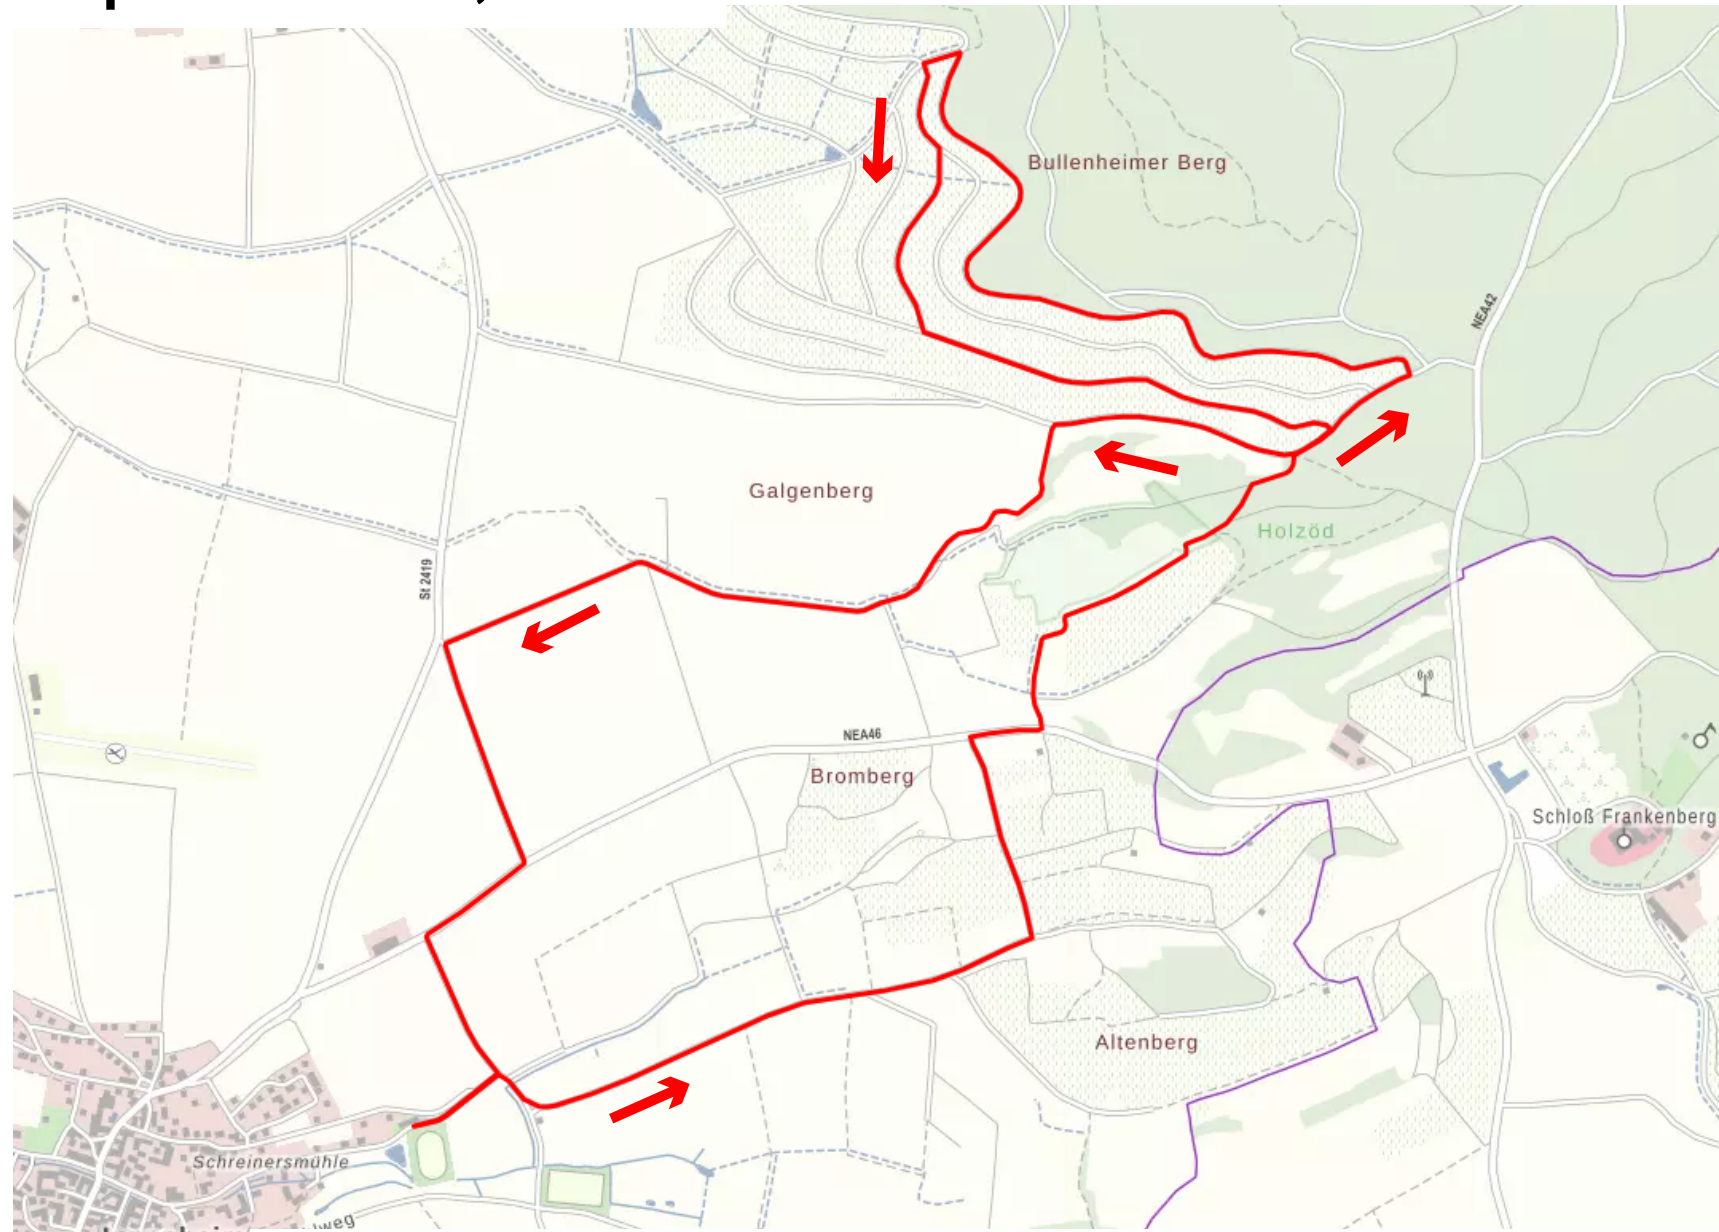 Bullenheimer Berg
NEA42
Galgenberg
Holzöd
St 2419
NEA46
Bromberg
Schloß Frankenberg
Altenberg
Schreinersmühle